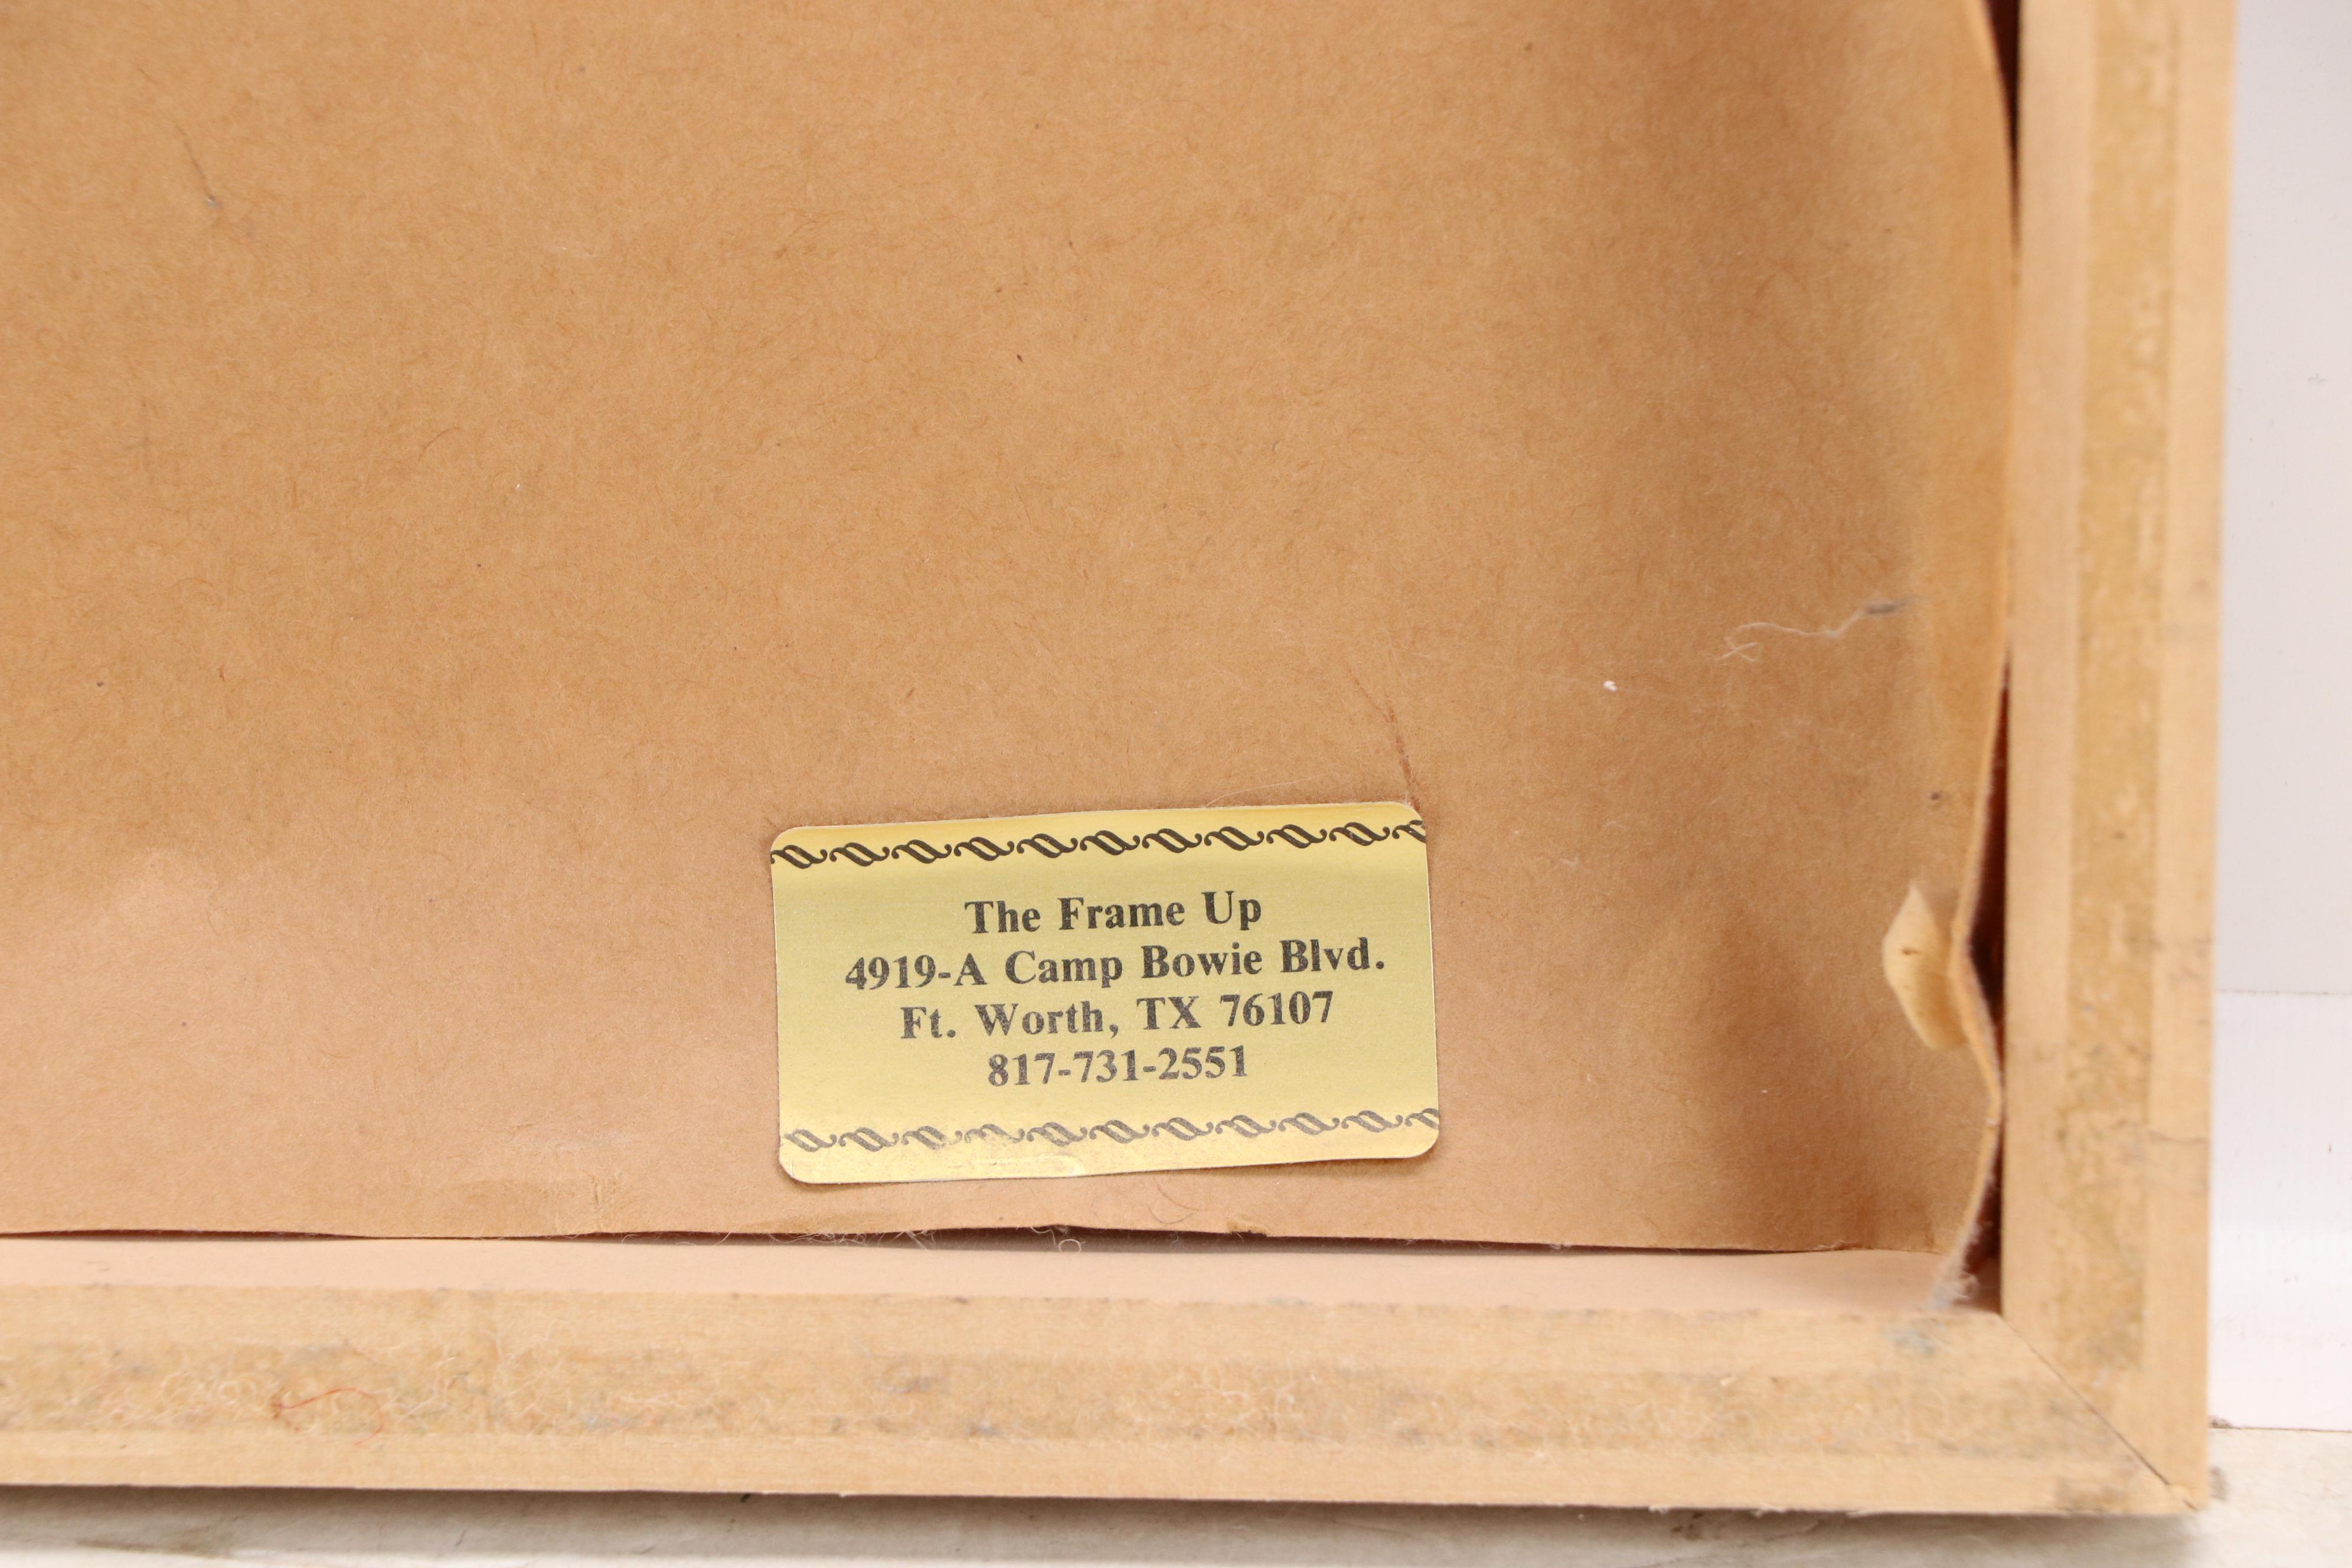 The Frame Up
4919-A Camp Bowie Blvd.
Ft. Worth, TX 76107
817-731-2551